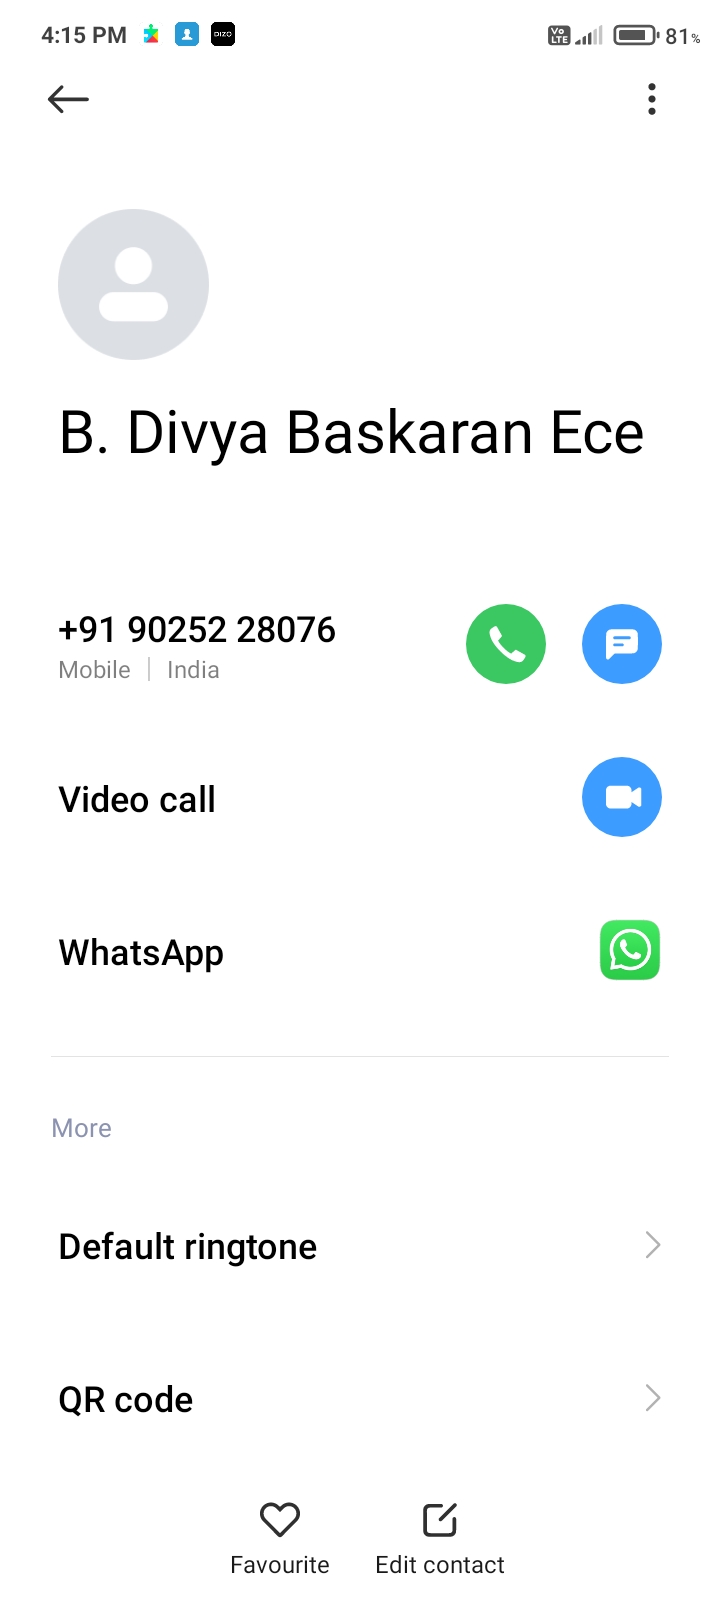 4:15 PM DIZO Vo LTE 81%
B. Divya Baskaran Ece
+91 90252 28076
Mobile | India
Video call
WhatsApp
More
Default ringtone
QR code
Favourite Edit contact